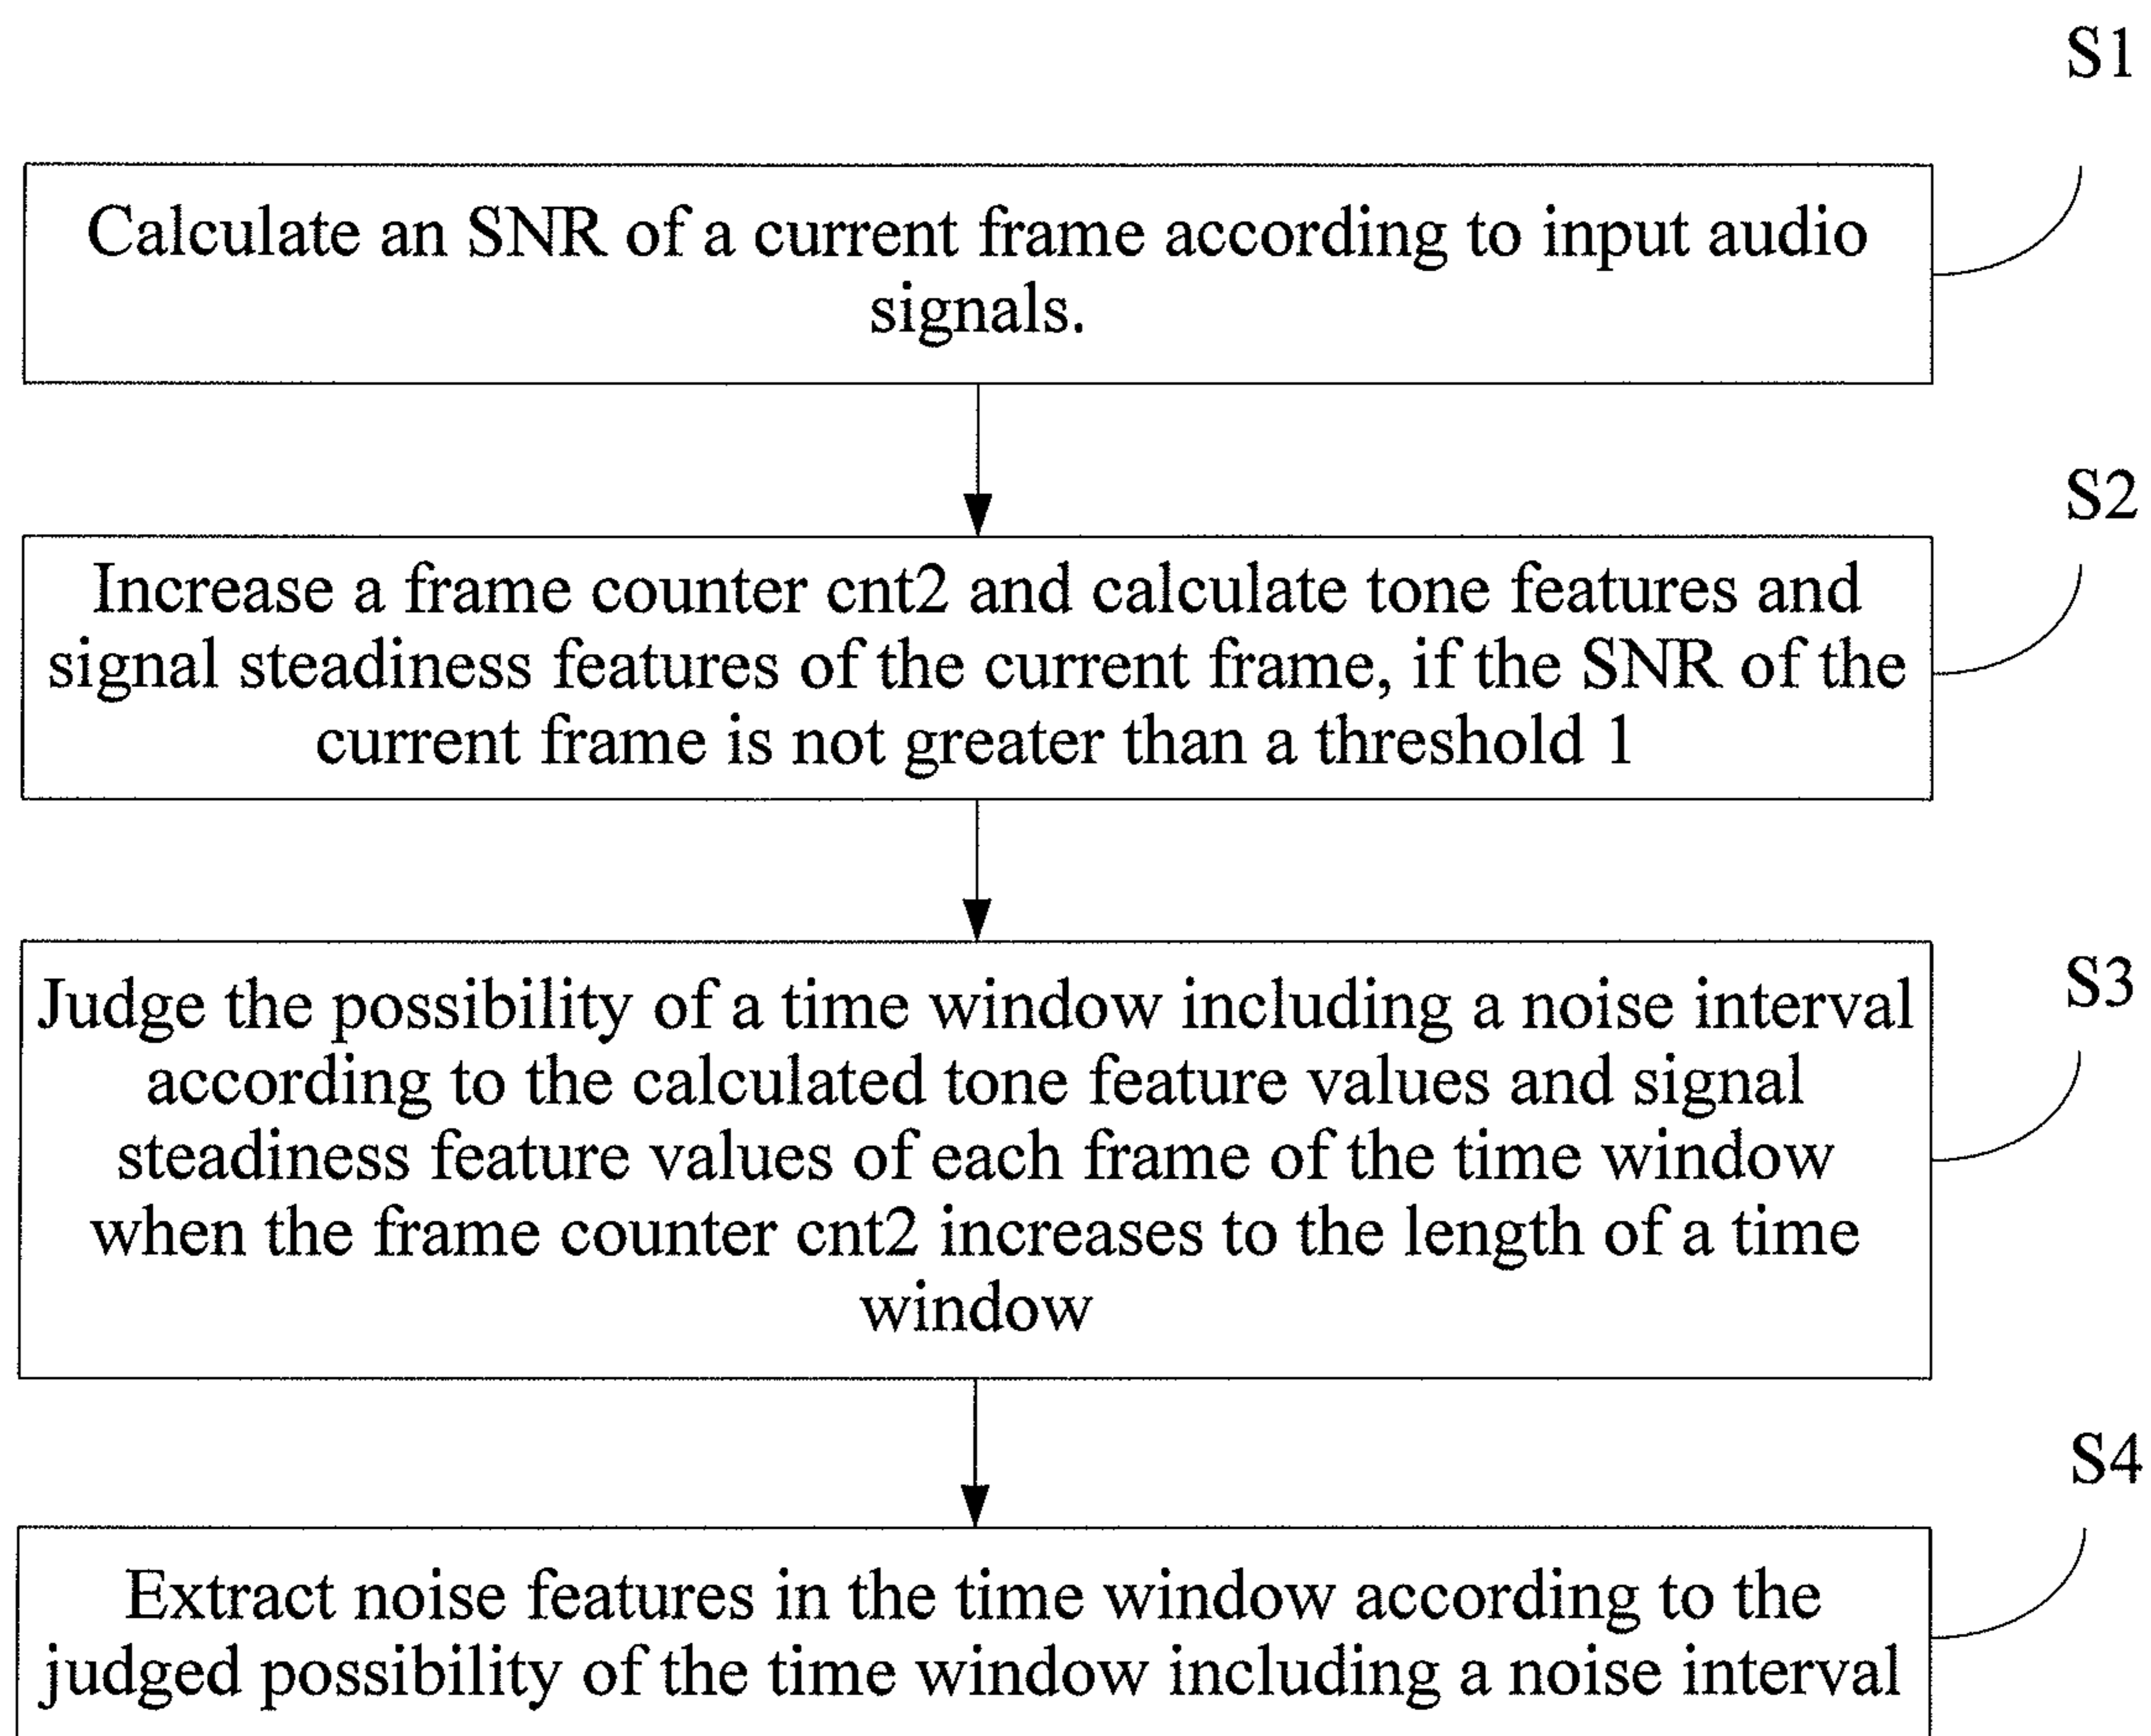 S1
Calculate an SNR of a current frame according to input audio
signals.
S2
Increase a frame counter cnt2 and calculate tone features and
signal steadiness features of the current frame, if the SNR of the
current frame is not greater than a threshold 1
S3
Judge the possibility of a time window including a noise interval
according to the calculated tone feature values and signal
steadiness feature values of each frame of the time window
when the frame counter cnt2 increases to the length of a time
window
S4
Extract noise features in the time window according to the
judged possibility of the time window including a noise interval